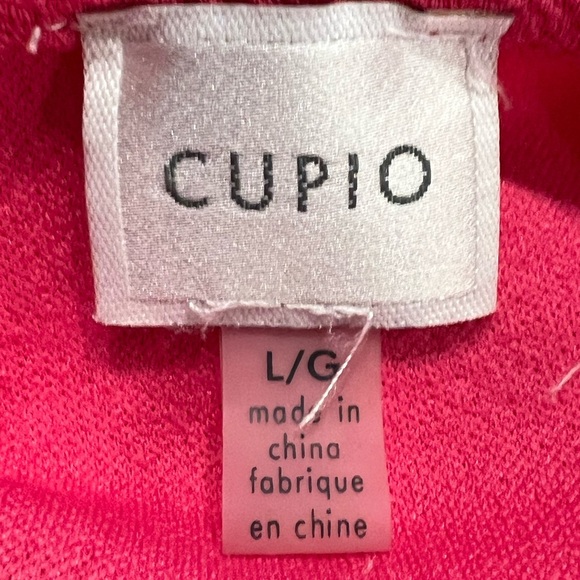 CUPIO
L/G
made in
china
fabrique
en chine